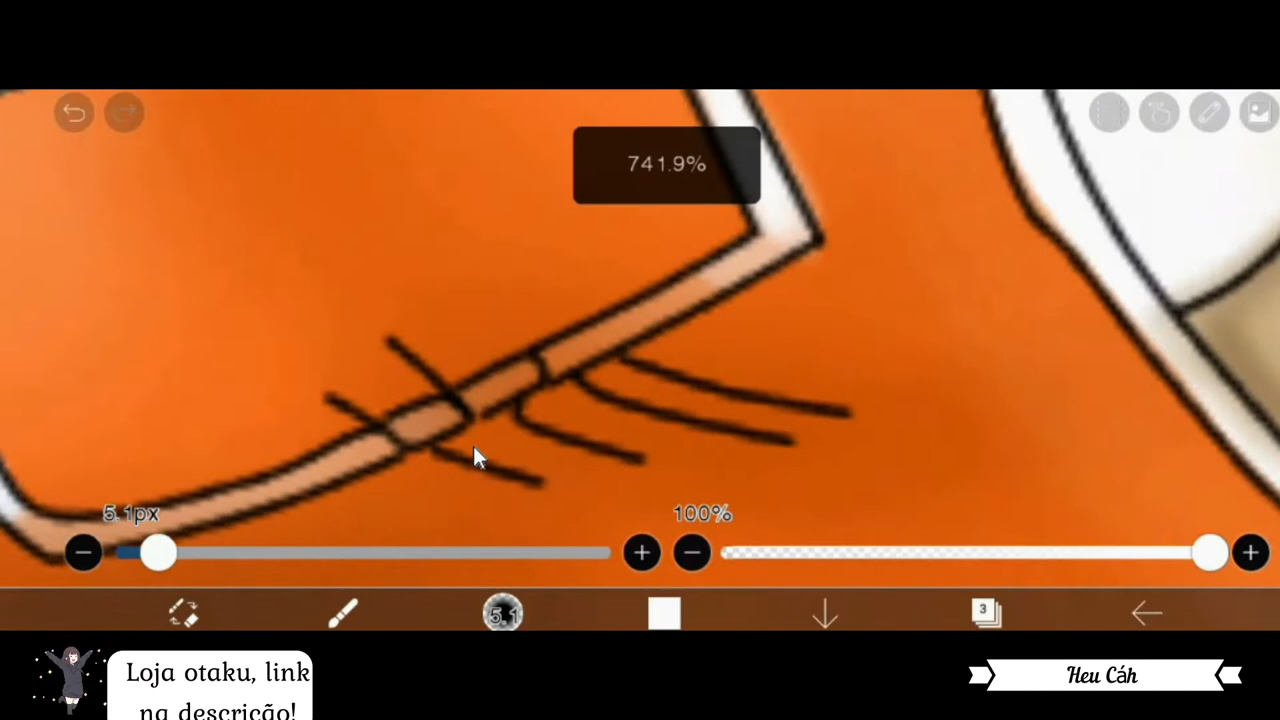 741.9%
5.1px
100%
5.1
3
Loja otaku, link
na descrição!
Heu Cáh